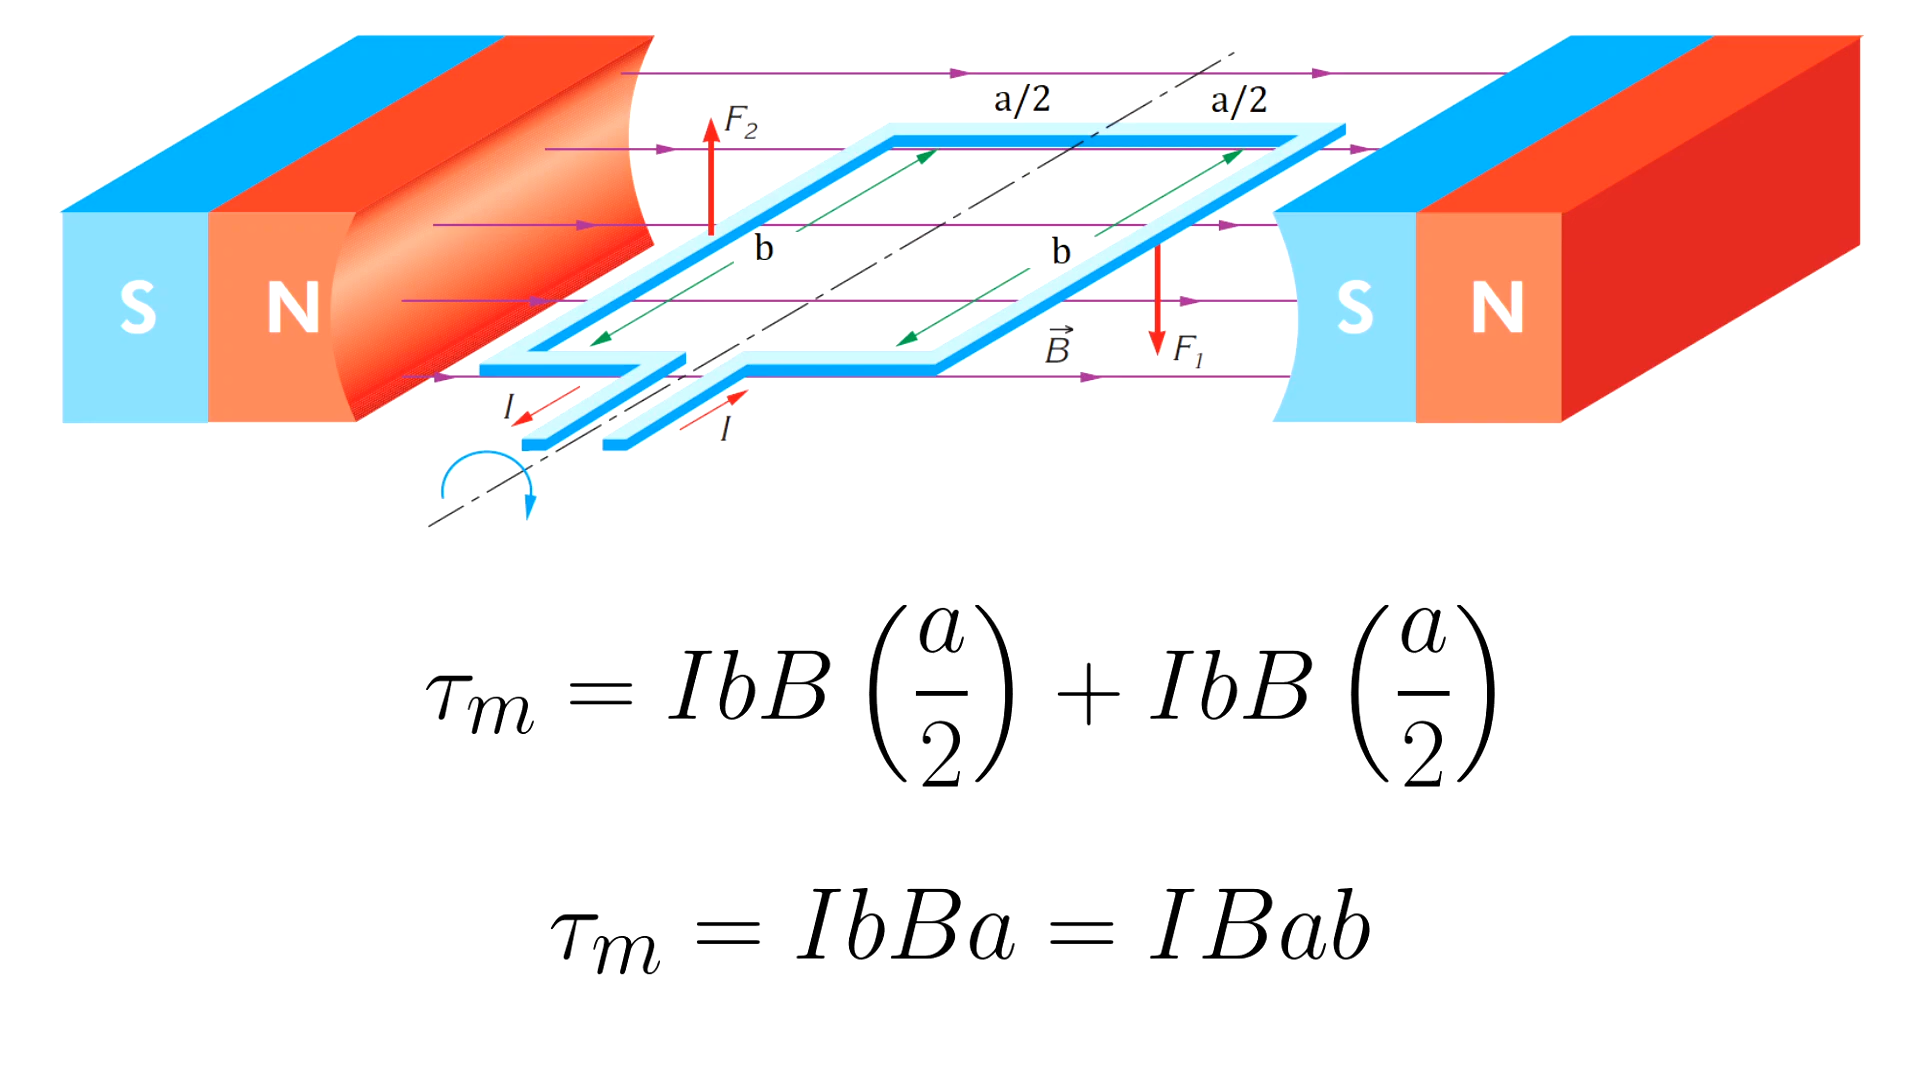 a/2 a/2
F₂
b b
S N S N
B⃗ F₁
I I
τₘ = IbB (a/2) + IbB (a/2)
τₘ = IbBa = IBab